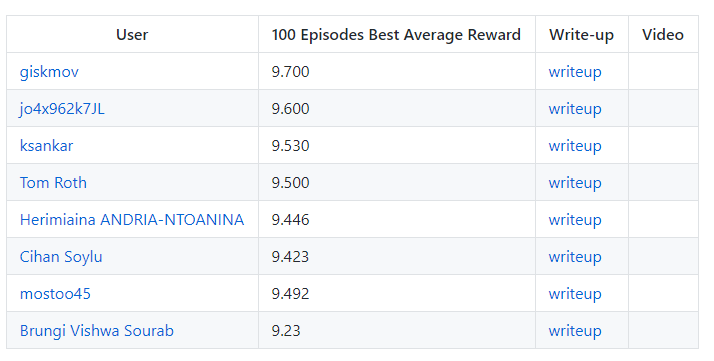 User 100 Episodes Best Average Reward Write-up Video
giskmov 9.700 writeup
jo4x962k7JL 9.600 writeup
ksankar 9.530 writeup
Tom Roth 9.500 writeup
Herimiaina ANDRIA-NTOANINA 9.446 writeup
Cihan Soylu 9.423 writeup
mostoo45 9.492 writeup
Brungi Vishwa Sourab 9.23 writeup